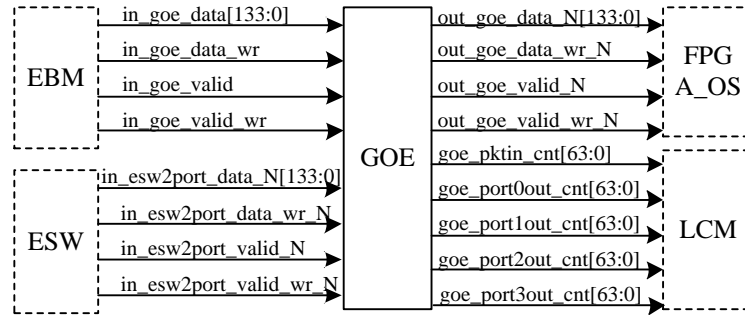 EBM
in_goe_data[133:0]
in_goe_data_wr
in_goe_valid
in_goe_valid_wr
ESW
in_esw2port_data_N[133:0]
in_esw2port_data_wr_N
in_esw2port_valid_N
in_esw2port_valid_wr_N
GOE
out_goe_data_N[133:0]
out_goe_data_wr_N
out_goe_valid_N
out_goe_valid_wr_N
FPG
A_OS
goe_pktin_cnt[63:0]
goe_port0out_cnt[63:0]
goe_port1out_cnt[63:0]
goe_port2out_cnt[63:0]
goe_port3out_cnt[63:0]
LCM